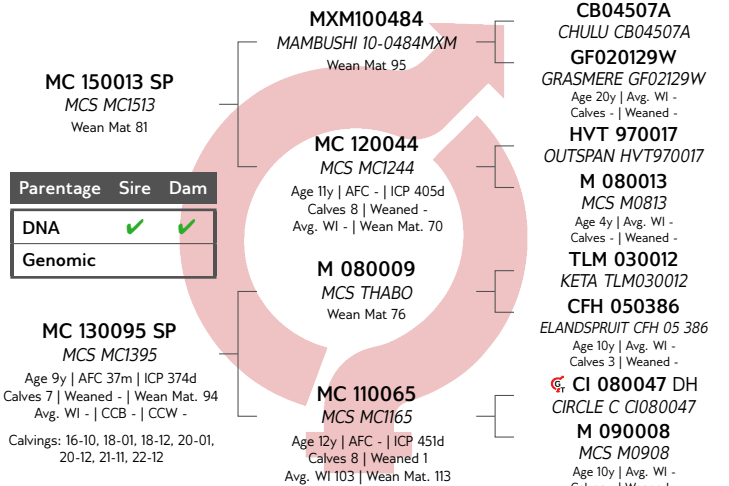 MC 150013 SP
MCS MC1513
Wean Mat 81
Parentage Sire Dam
DNA ✔ ✔
Genomic
MC 130095 SP
MCS MC1395
Age 9y | AFC 37m | ICP 374d
Calves 7 | Weaned - | Wean Mat. 94
Avg. WI - | CCB - | CCW -
Calvings: 16-10, 18-01, 18-12, 20-01,
20-12, 21-11, 22-12
MXM100484
MAMBUSHI 10-0484MXM
Wean Mat 95
MC 120044
MCS MC1244
Age 11y | AFC - | ICP 405d
Calves 8 | Weaned -
Avg. WI - | Wean Mat. 70
M 080009
MCS THABO
Wean Mat 76
MC 110065
MCS MC1165
Age 12y | AFC - | ICP 451d
Calves 8 | Weaned 1
Avg. WI 103 | Wean Mat. 113
CB04507A
CHULU CB04507A
GF020129W
GRASMERE GF02129W
Age 20y | Avg. WI -
Calves - | Weaned -
HVT 970017
OUTSPAN HVT970017
M 080013
MCS M0813
Age 4y | Avg. WI -
Calves - | Weaned -
TLM 030012
KETA TLM030012
CFH 050386
ELANDSPRUIT CFH 05 386
Age 10y | Avg. WI -
Calves 3 | Weaned -
CI 080047 DH
CIRCLE C CI080047
M 090008
MCS M0908
Age 10y | Avg. WI -